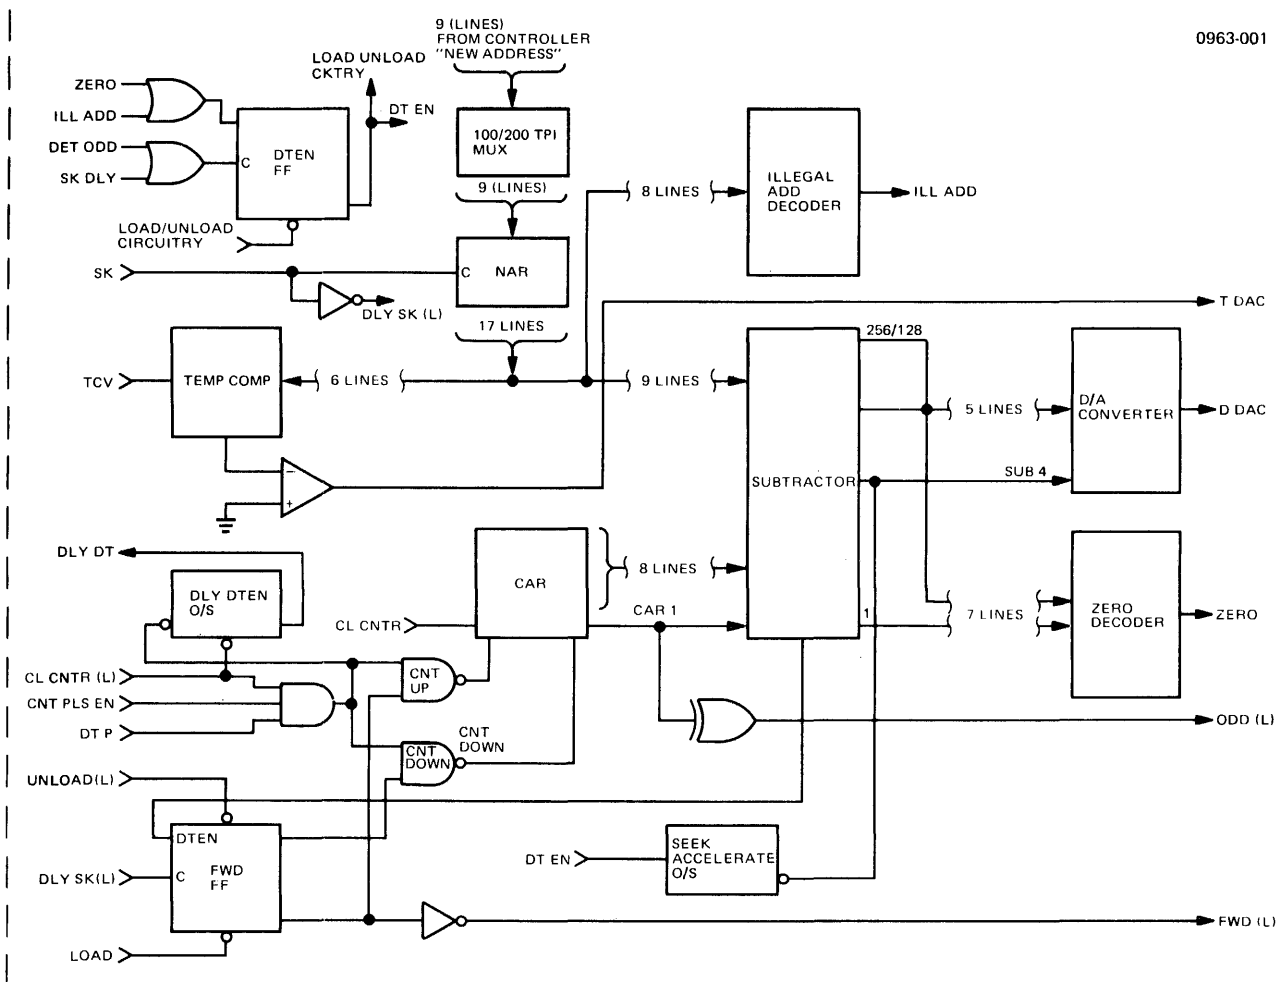 0963-001
9 (LINES)
FROM CONTROLLER
"NEW ADDRESS"
LOAD UNLOAD
CKTRY
ZERO
ILL ADD
DT EN
DET ODD
SK DLY
C
DTEN
FF
100/200 TPI
MUX
9 (LINES)
8 LINES
ILLEGAL
ADD
DECODER
ILL ADD
LOAD/UNLOAD
CIRCUITRY
SK
C
NAR
DLY SK (L)
17 LINES
T DAC
256/128
TCV
TEMP COMP
6 LINES
9 LINES
5 LINES
D/A
CONVERTER
D DAC
−
+
SUBTRACTOR
SUB 4
DLY DT
DLY DTEN
O/S
CAR
8 LINES
CL CNTR
CAR 1
1
7 LINES
ZERO
DECODER
ZERO
CL CNTR (L)
CNT PLS EN
DT P
CNT
UP
CNT
DOWN
CNT
DOWN
ODD (L)
UNLOAD(L)
DTEN
C
FWD
FF
DLY SK(L)
LOAD
DT EN
SEEK
ACCELERATE
O/S
FWD (L)